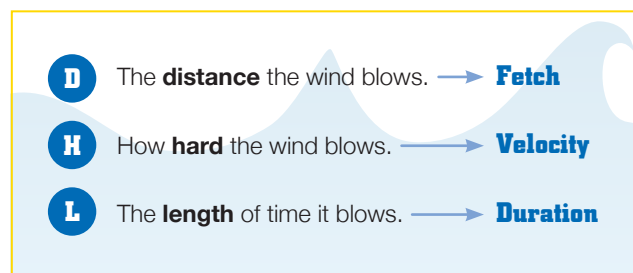 D The distance the wind blows. Fetch
H How hard the wind blows. Velocity
L The length of time it blows. Duration